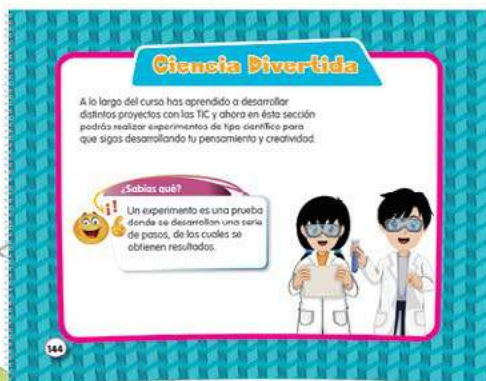 Ciencia Divertida
A lo largo del curso has aprendido a desarrollar
distintos proyectos con las TIC y ahora en ésta sección
podrás realizar experimentos de tipo científico para
que sigas desarrollando tu pensamiento y creatividad.
¿Sabías qué?
¡!
Un experimento es una prueba
donde se desarrollan una serie
de pasos, de los cuales se
obtienen resultados.
144